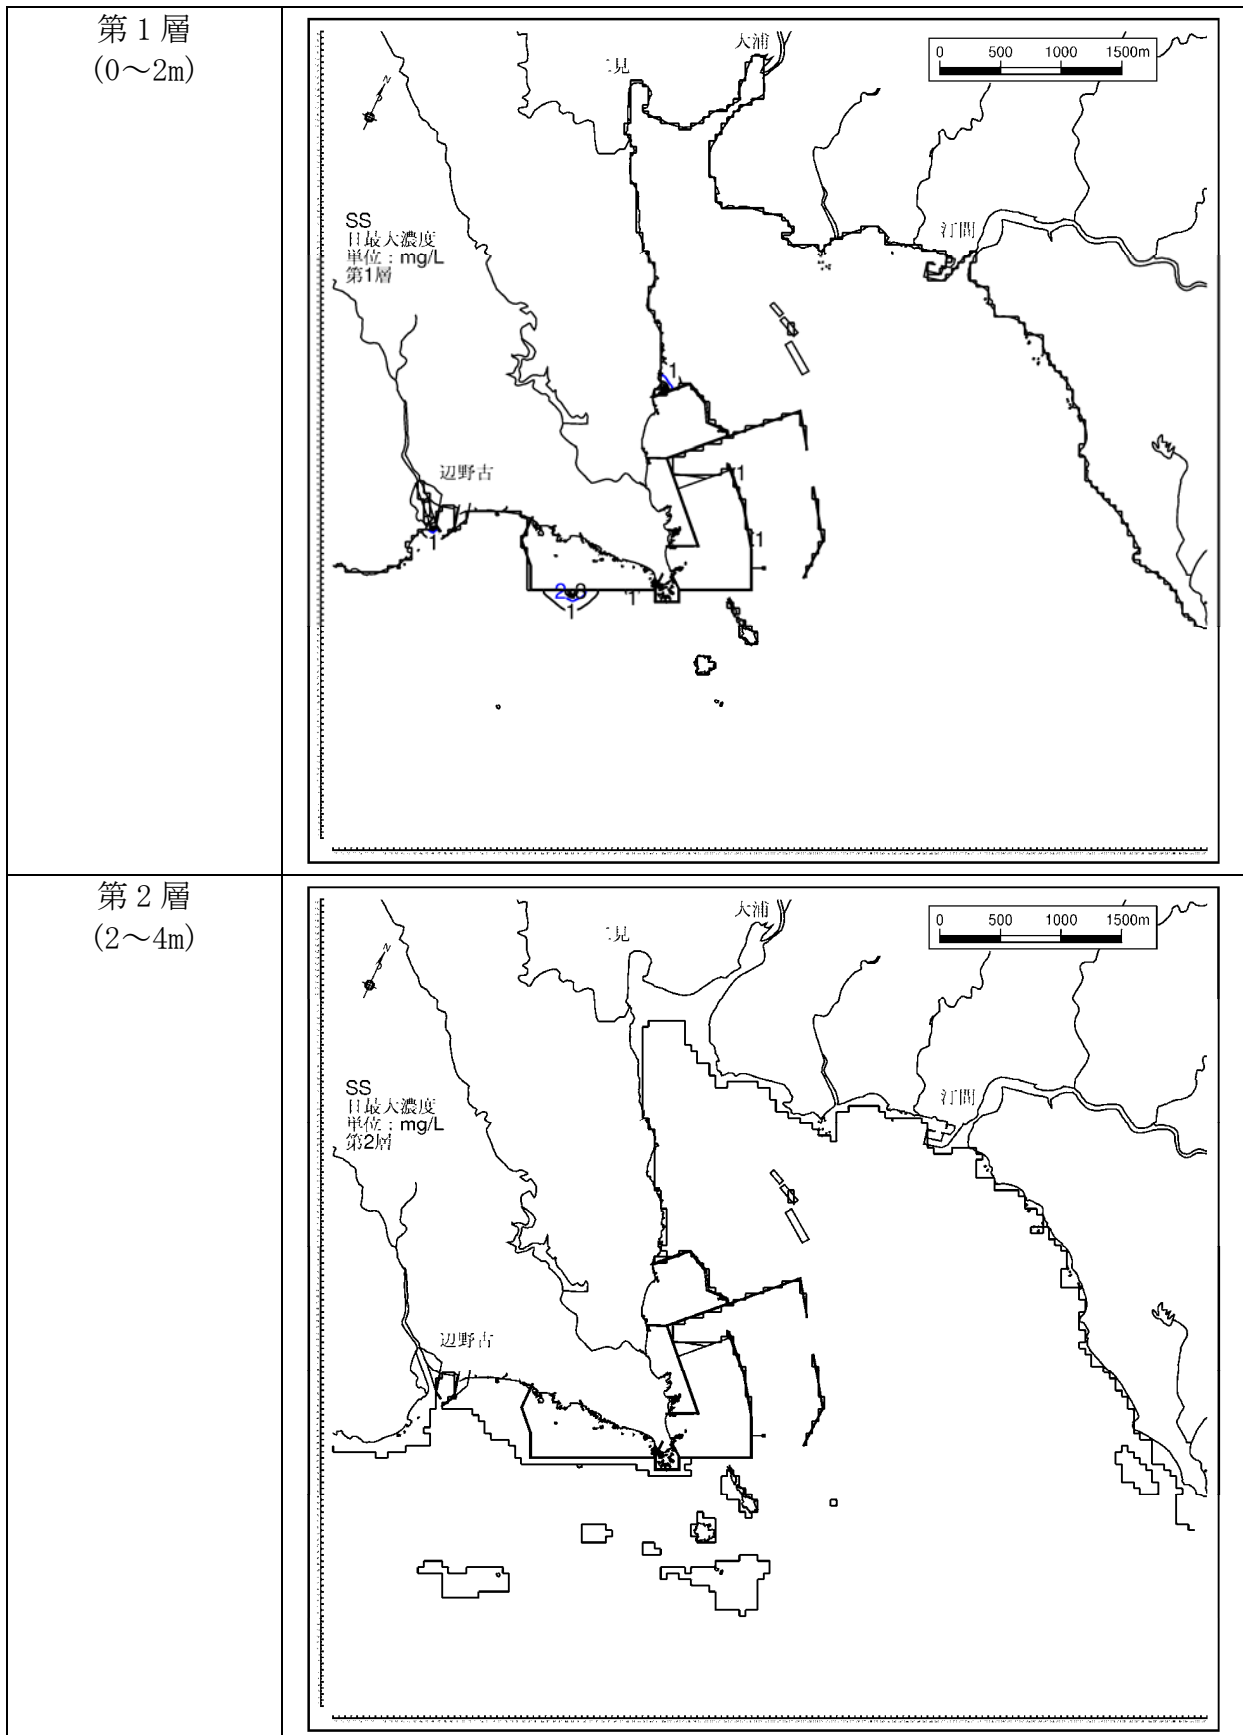 第1層
(0～2m)
大浦
二見
0 500 1000 1500m
N
SS
日最大濃度
単位：mg/L
第1層
汀間
1
辺野古
1
1
1
2
1
1
第2層
(2～4m)
大浦
二見
0 500 1000 1500m
N
SS
日最大濃度
単位：mg/L
第2層
汀間
辺野古